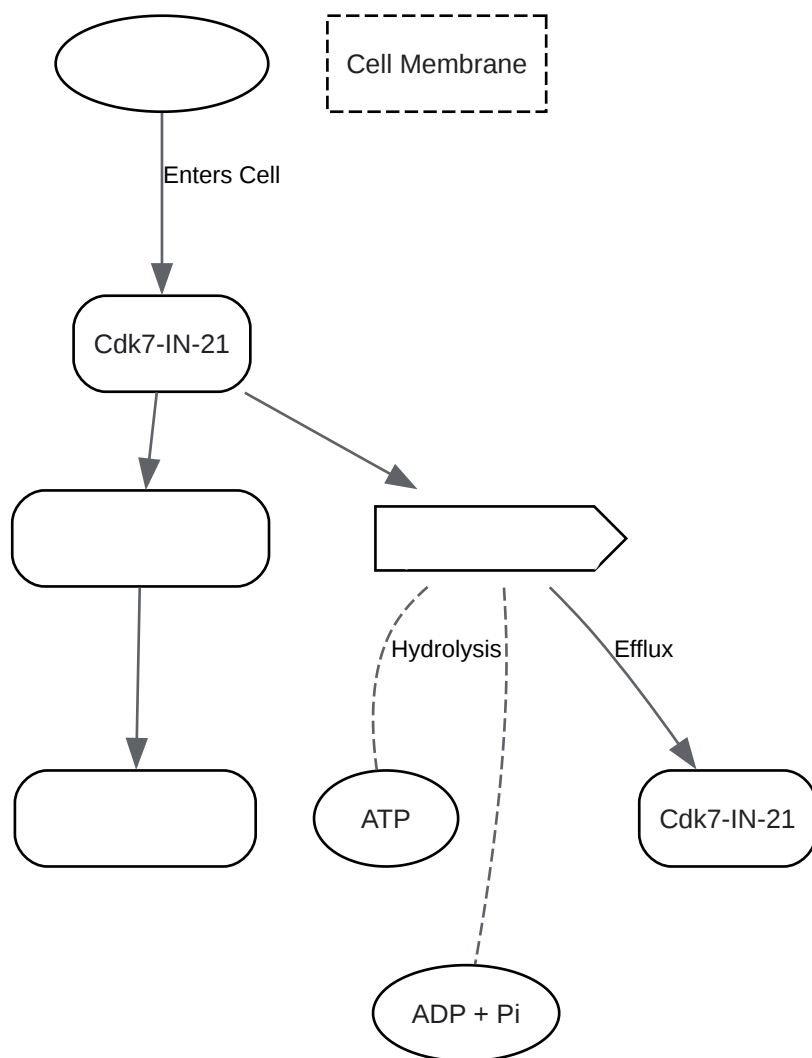 Cell Membrane
Enters Cell
Cdk7-IN-21
Hydrolysis
Efflux
ATP
Cdk7-IN-21
ADP + Pi